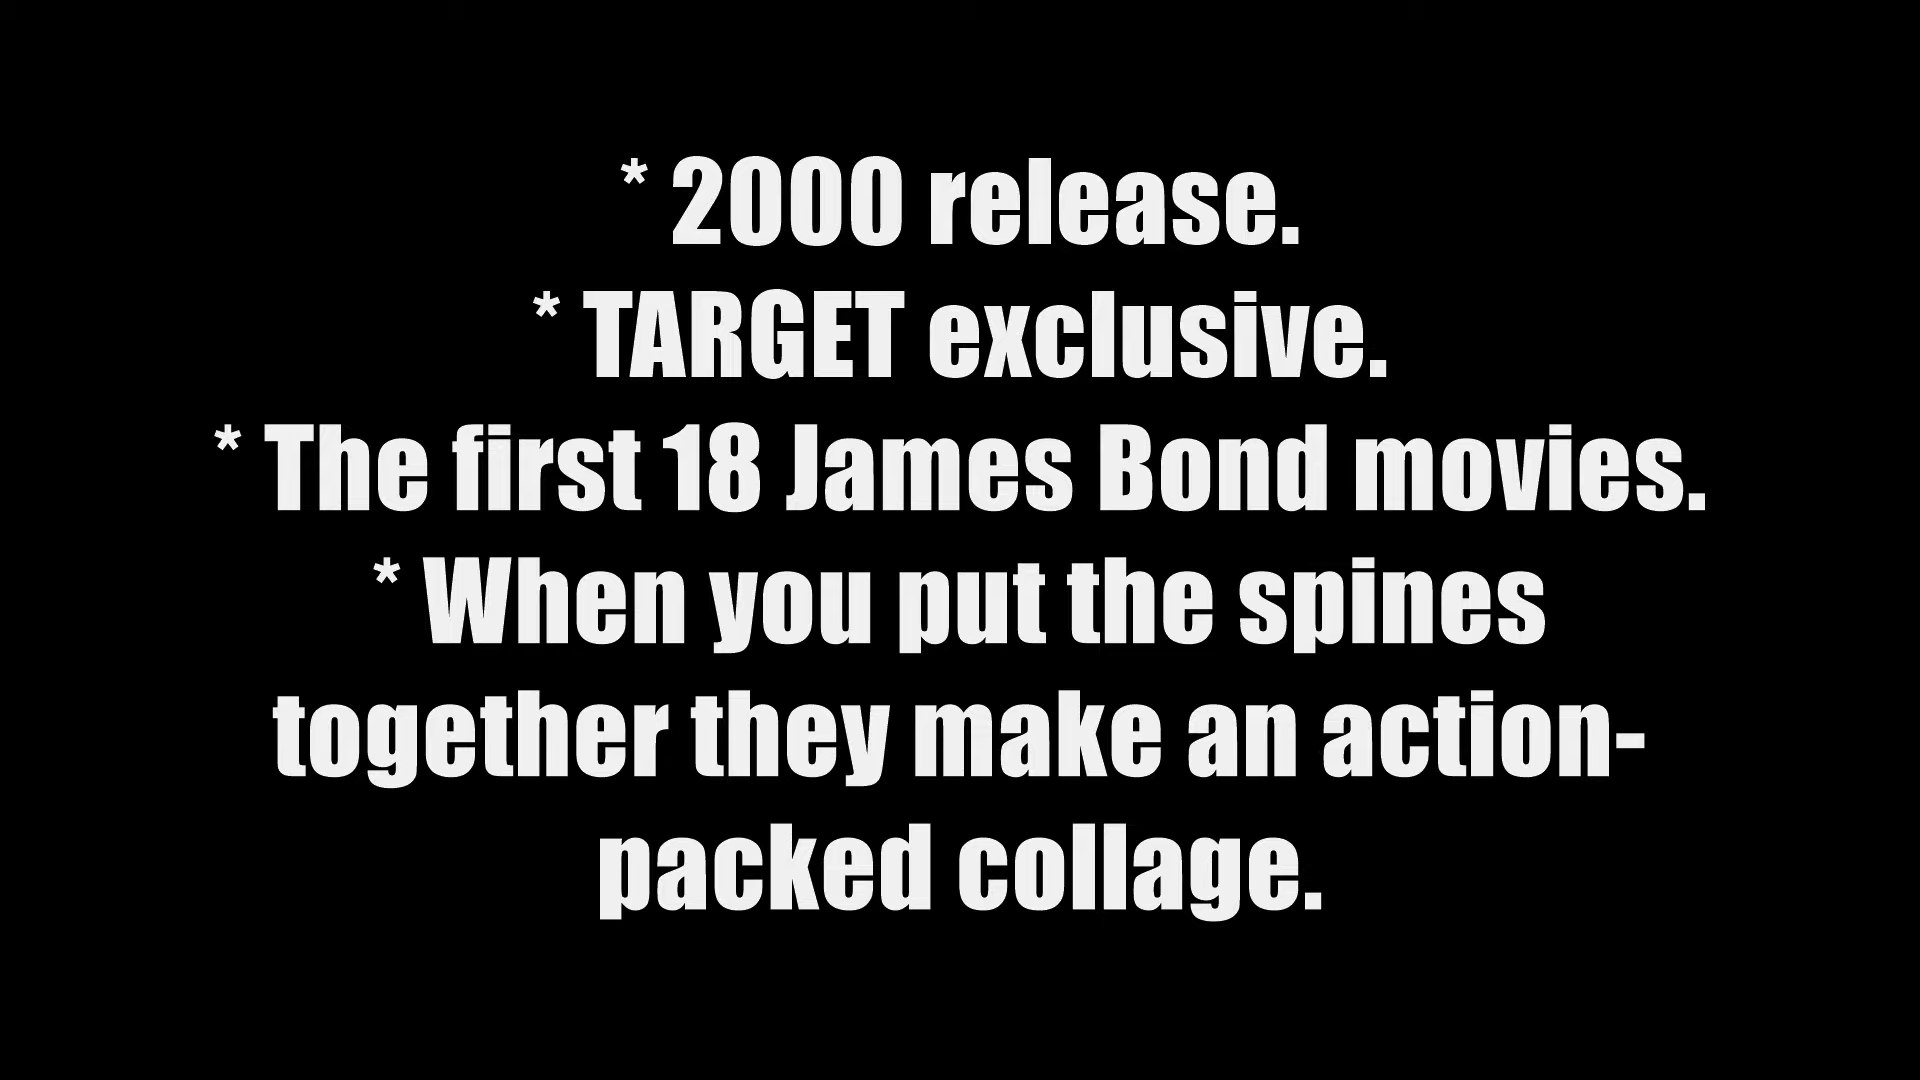 * 2000 release.
* TARGET exclusive.
* The first 18 James Bond movies.
* When you put the spines
together they make an action-
packed collage.